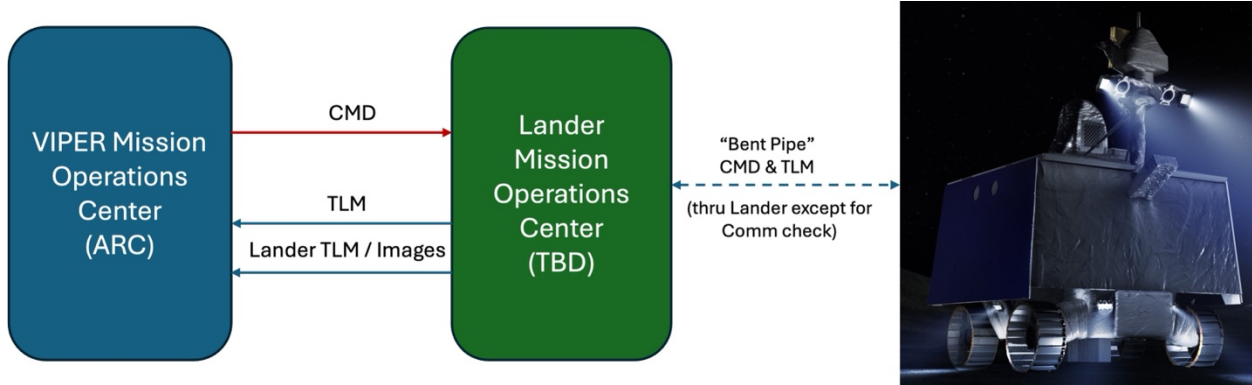 VIPER Mission
Operations
Center
(ARC)
CMD
TLM
Lander TLM / Images
Lander
Mission
Operations
Center
(TBD)
“Bent Pipe”
CMD & TLM
(thru Lander except for
Comm check)